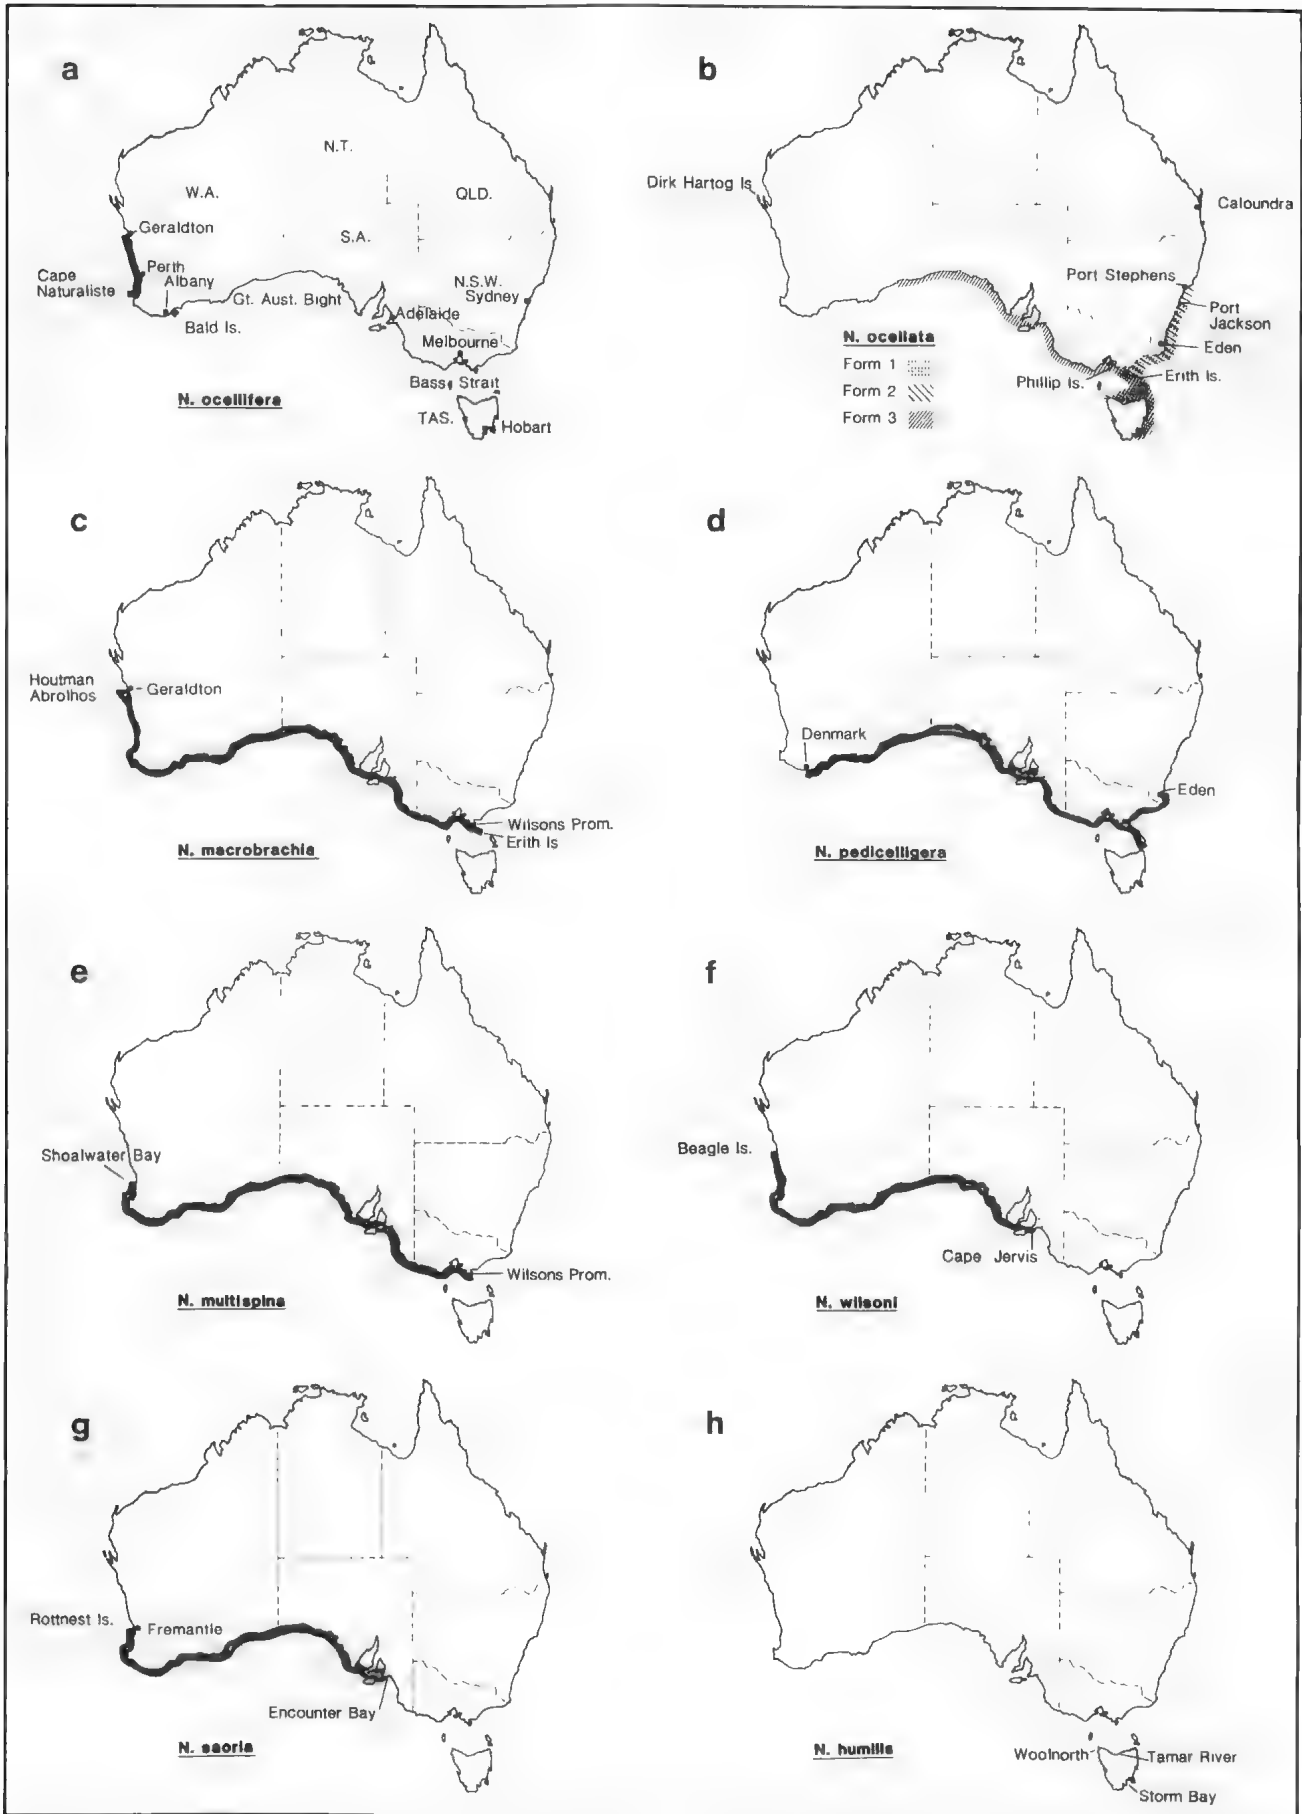 a
N.T.
W.A.
QLD.
Geraldton
S.A.
Perth
Cape
Naturaliste
Albany
N.S.W.
Sydney
Gt. Aust. Bight
Bald Is.
Adelaide
Melbourne
Bass Strait
N. ocellifera
TAS.
Hobart
b
Dirk Hartog Is
Caloundra
Port Stephens
Port
Jackson
N. ocellata
Eden
Form 1
Phillip Is.
Erith Is.
Form 2
Form 3
c
Houtman
Abrolhos
Geraldton
Wilsons Prom.
Erith Is
N. macrobrachia
d
Denmark
Eden
N. pedicelligera
e
Shoalwater Bay
Wilsons Prom.
N. multispina
f
Beagle Is.
Cape Jervis
N. wilsoni
g
Rottnest Is.
Fremantle
Encounter Bay
N. saoria
h
N. humilis
Woolnorth
Tamar River
Storm Bay